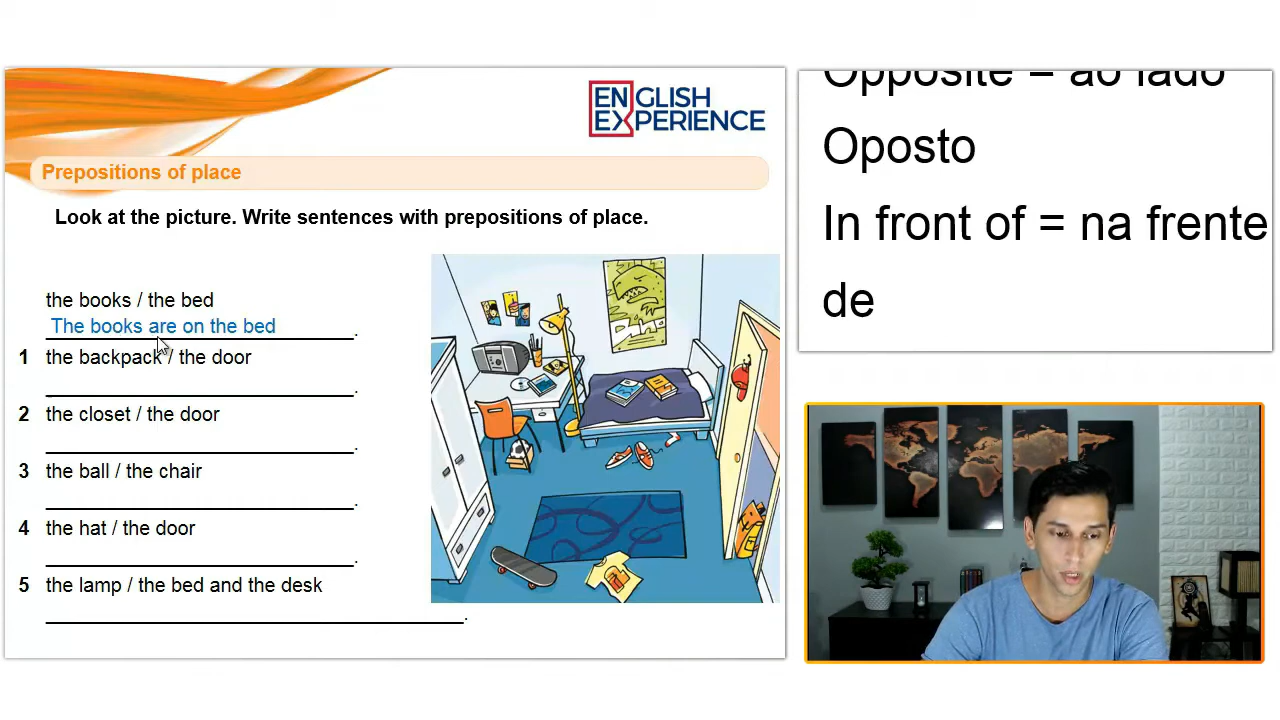 ENGLISH
EXPERIENCE
Prepositions of place
Look at the picture. Write sentences with prepositions of place.
the books / the bed
The books are on the bed.
1 the backpack / the door
.
2 the closet / the door
.
3 the ball / the chair
.
4 the hat / the door
.
5 the lamp / the bed and the desk
.
Opposite = ao lado
Oposto
In front of = na frente
de